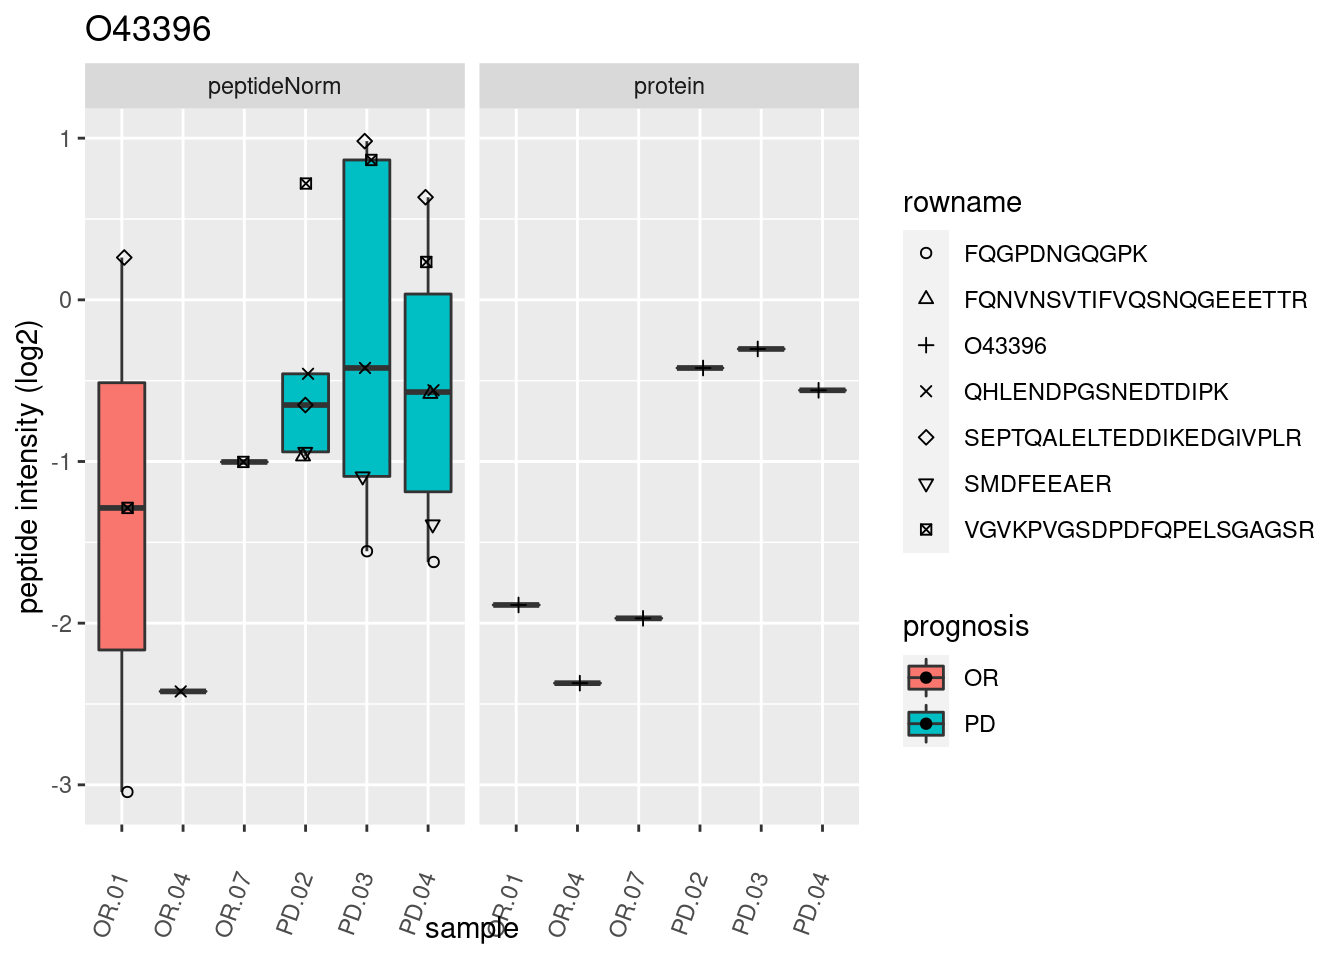 O43396
peptideNorm
protein
peptide intensity (log2)
1
0
-1
-2
-3
OR.01
OR.04
OR.07
PD.02
PD.03
PD.04
OR.01
OR.04
OR.07
PD.02
PD.03
PD.04
sample
rowname
FQGPDNGQGPK
FQNVNSVTIFVQSNQGEEETTR
O43396
QHLENDPGSNEDTDIPK
SEPTQALELTEDDIKEDGIVPLR
SMDFEEAER
VGVKPVGSDPDFQPELSGAGSR
prognosis
OR
PD